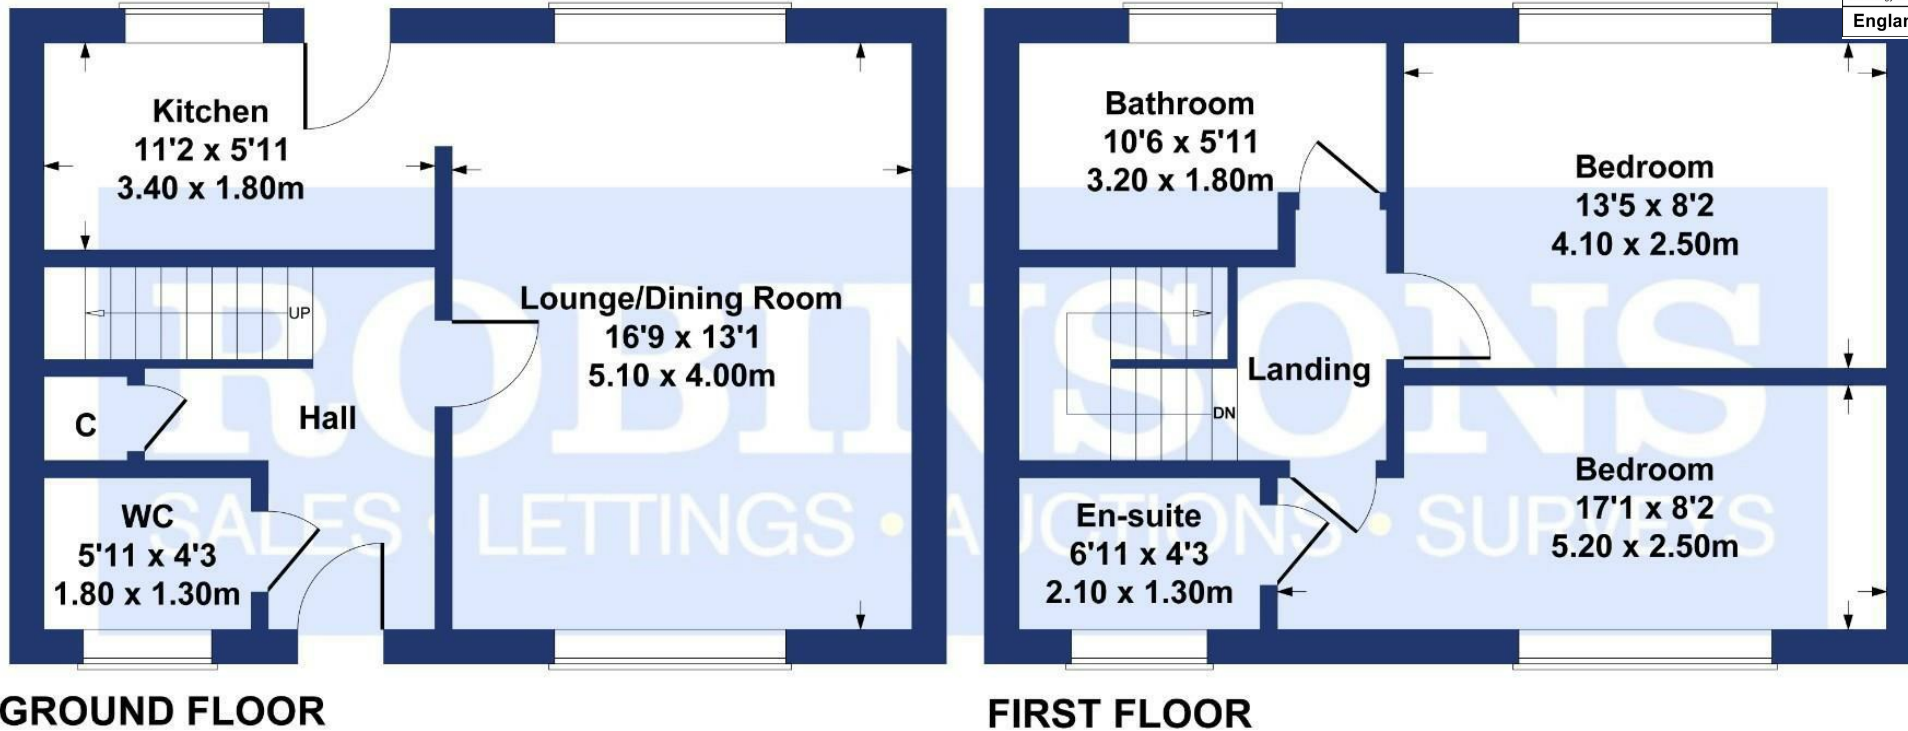 Englan
Kitchen
11'2 x 5'11
3.40 x 1.80m
UP
Lounge/Dining Room
16'9 x 13'1
5.10 x 4.00m
C
Hall
WC
5'11 x 4'3
1.80 x 1.30m
GROUND FLOOR
Bathroom
10'6 x 5'11
3.20 x 1.80m
Bedroom
13'5 x 8'2
4.10 x 2.50m
Landing
DN
En-suite
6'11 x 4'3
2.10 x 1.30m
Bedroom
17'1 x 8'2
5.20 x 2.50m
FIRST FLOOR
ROBINSONS
SALES • LETTINGS • AUCTIONS • SURVEYS